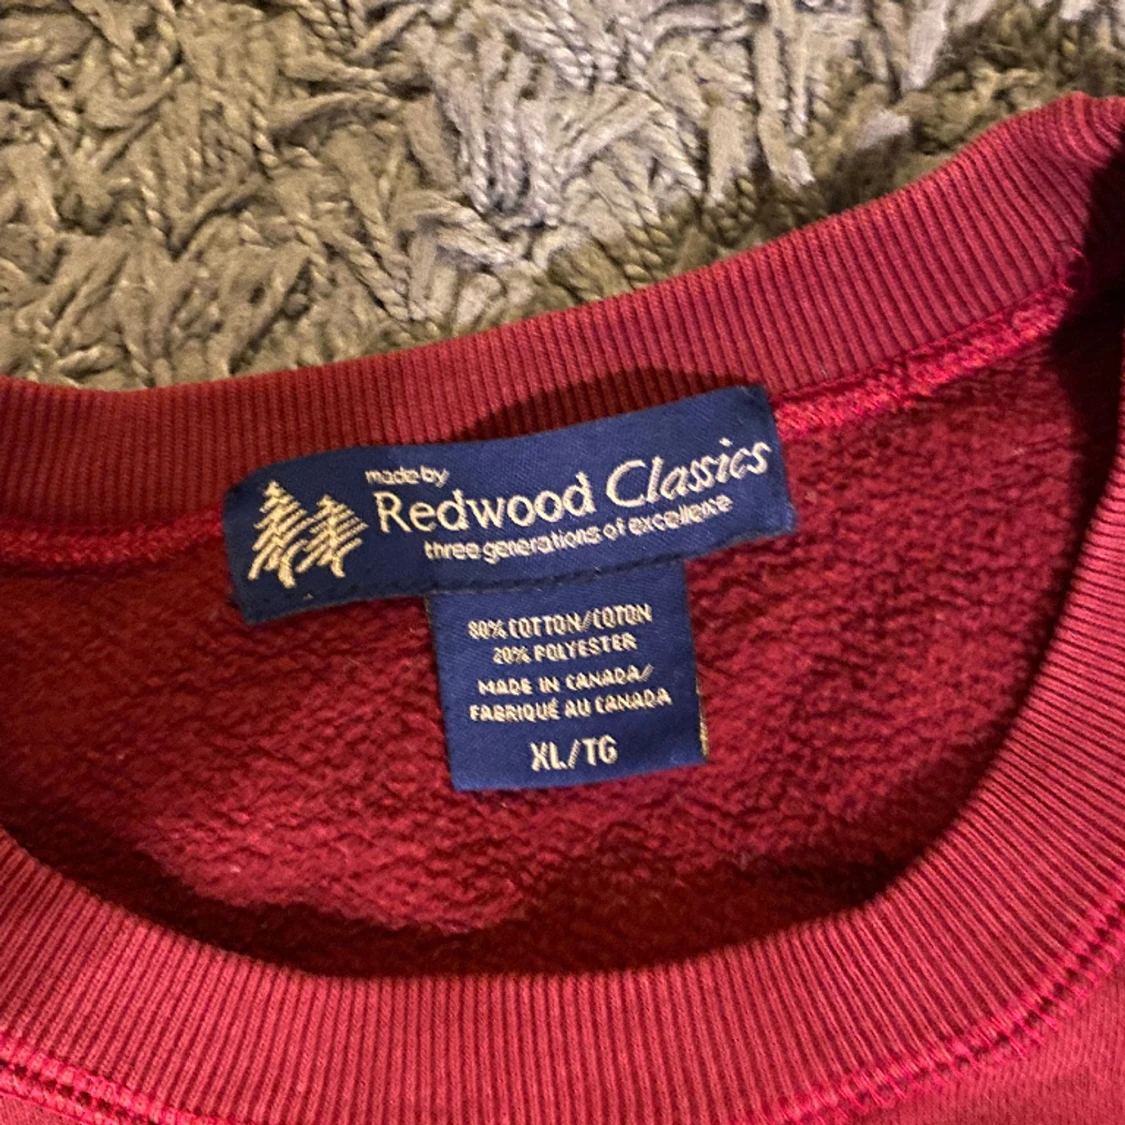 made by
Redwood Classics
three generations of excellence
80% COTTON/COTON
20% POLYESTER
MADE IN CANADA/
FABRIQUÉ AU CANADA
XL/TG